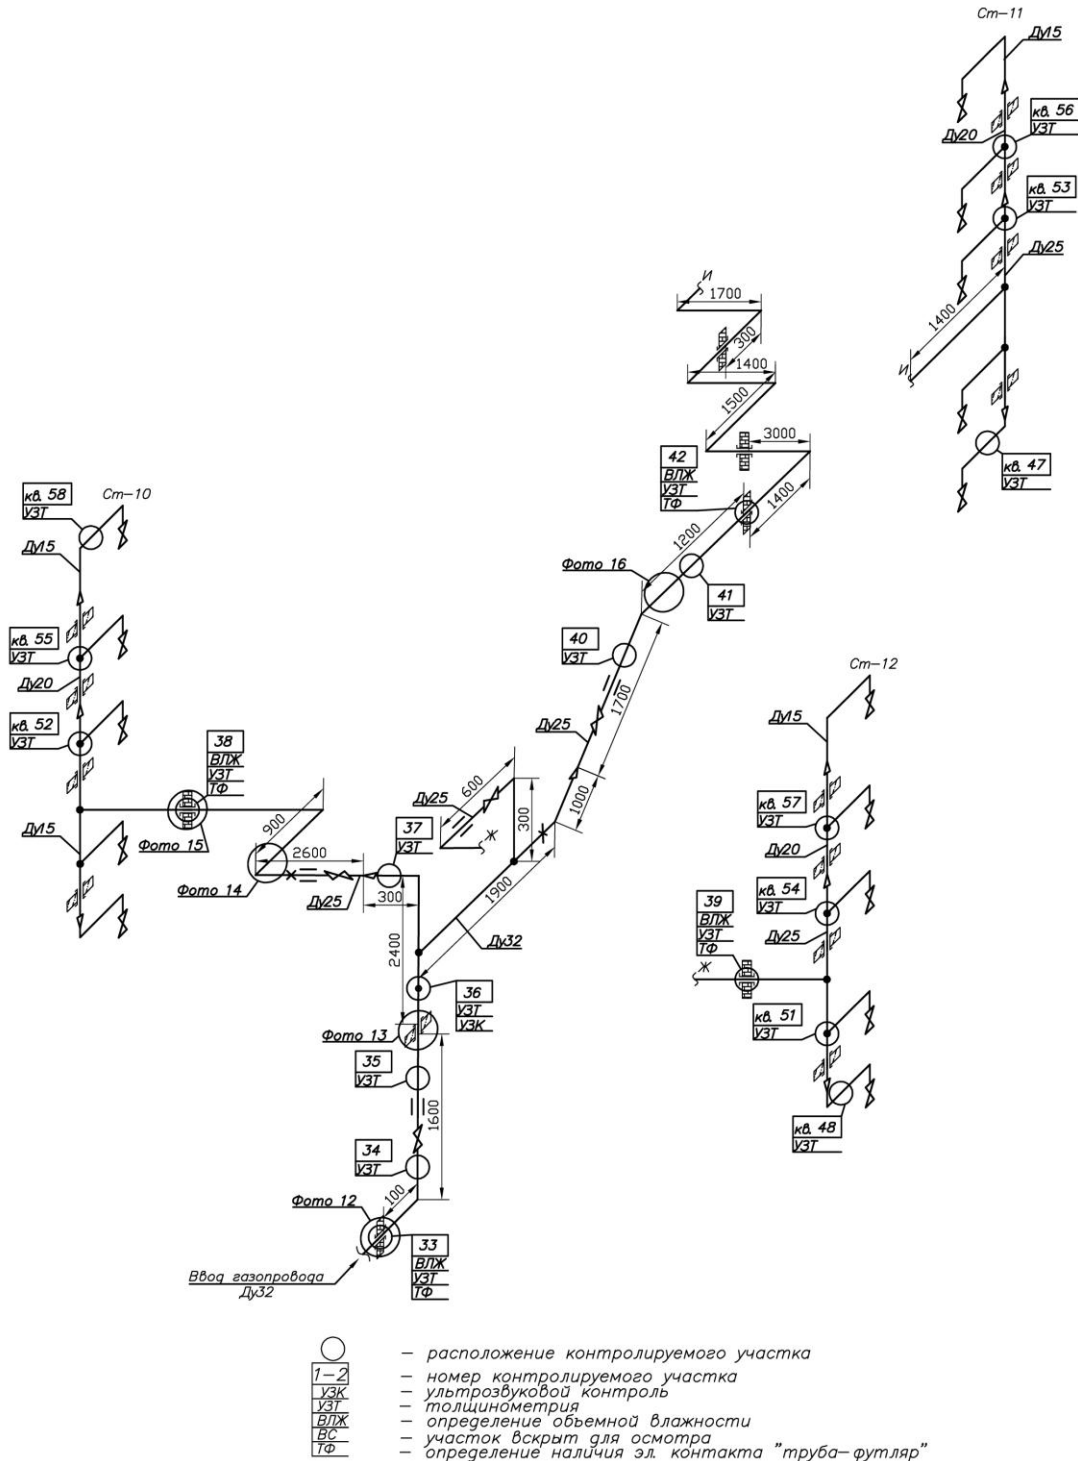 Ст-11
Ду15
кв. 56
УЗТ
Ду20
кв. 53
УЗТ
Ду25
1400
И
кв. 47
УЗТ
И
1700
300
1400
1500
3000
42
ВЛЖ
УЗТ
ТФ
1400
1200
Фото 16
41
УЗТ
40
УЗТ
1700
Ду25
1000
кв. 58
УЗТ
Ст-10
Ду15
кв. 55
УЗТ
Ду20
кв. 52
УЗТ
38
ВЛЖ
УЗТ
ТФ
Ду15
Фото 15
900
2600
Фото 14
Ду25
300
37
УЗТ
600
Ду25
Ж
300
1900
Ду32
2400
36
УЗТ
УЗК
Фото 13
35
УЗТ
1600
34
УЗТ
100
Фото 12
33
ВЛЖ
УЗТ
ТФ
Ввод газопровода
Ду32
Ст-12
Ду15
кв. 57
УЗТ
Ду20
кв. 54
УЗТ
Ду25
39
ВЛЖ
УЗТ
ТФ
Ж
кв. 51
УЗТ
кв. 48
УЗТ
– расположение контролируемого участка
1-2 – номер контролируемого участка
УЗК – ультрозвуковой контроль
УЗТ – толщинометрия
ВЛЖ – определение объемной влажности
ВС – участок вскрыт для осмотра
ТФ – определение наличия эл. контакта "труба-футляр"